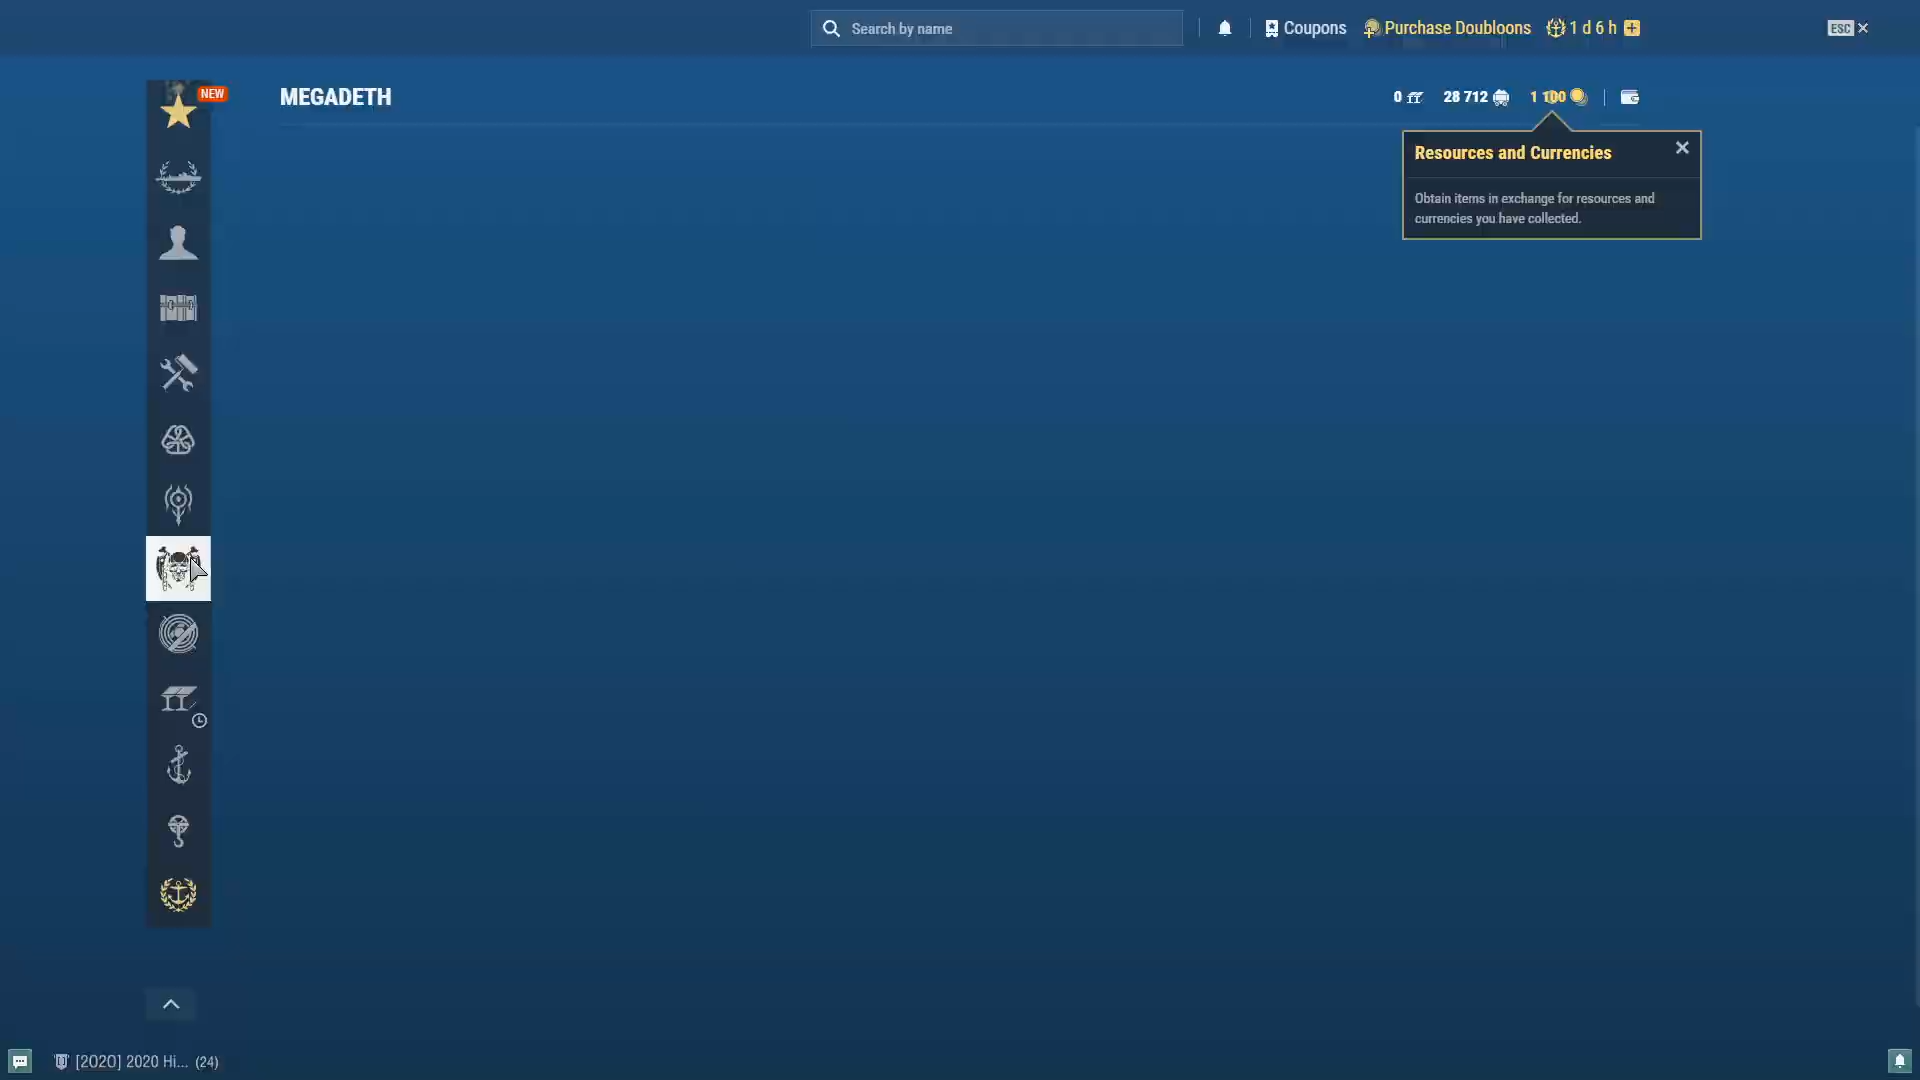 Search by name
Coupons
Purchase Doubloons
1 d 6 h
ESC
NEW
MEGADETH
0
28 712
1 100
Resources and Currencies
Obtain items in exchange for resources and
currencies you have collected.
[2020] 2020 Hi... (24)